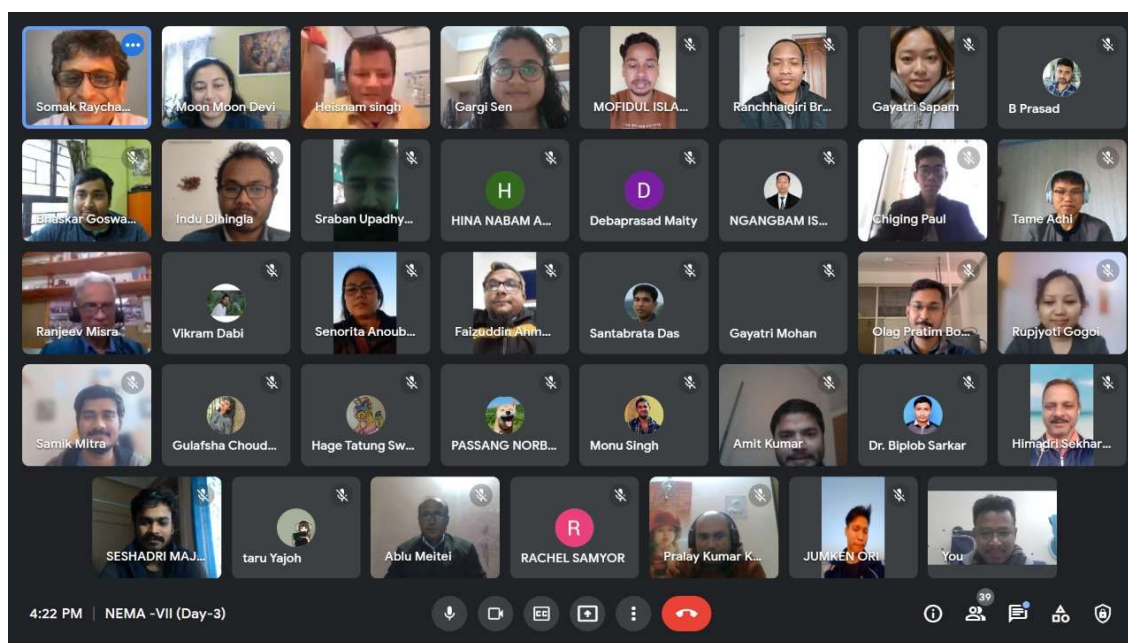 Somak Raycha...
Moon Moon Devi
Heisnam singh
Gargi Sen
MOFIDUL ISLA...
Ranchhaigiri Br...
Gayatri Sapam
B Prasad
Bhaskar Goswa...
Indu Dihingia
Sraban Upadhy...
H
HINA NABAM A...
D
Debaprasad Maity
NGANGBAM IS...
Chiging Paul
Tame Achi
Ranjeev Misra
Vikram Dabi
Senorita Anoub...
Faizuddin Ahm...
Santabrata Das
Gayatri Mohan
Olag Pratim Bo...
Rupjyoti Gogoi
Samik Mitra
Gulafsha Choud...
Hage Tatung Sw...
PASSANG NORB...
Monu Singh
Amit Kumar
Dr. Biplob Sarkar
Himadri Sekhar...
SESHADRI MAJ...
taru Yajoh
Ablu Meitei
R
RACHEL SAMYOR
Pralay Kumar K...
JUMKEN ORI
You
4:22 PM | NEMA -VII (Day-3)
CC
39